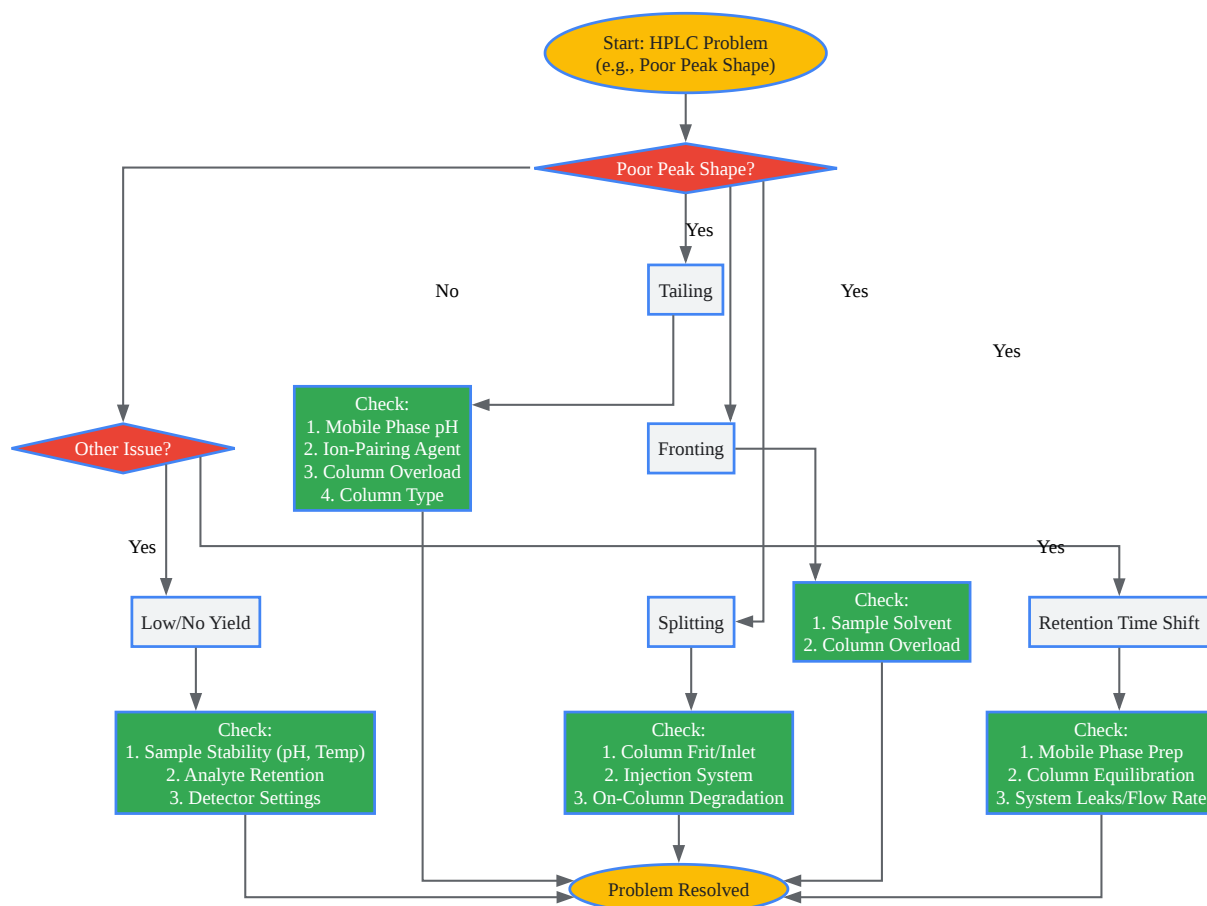 Start: HPLC Problem
(e.g., Poor Peak Shape)
Poor Peak Shape?
Yes
Tailing
No
Yes
Yes
Check:
1. Mobile Phase pH
2. Ion-Pairing Agent
3. Column Overload
4. Column Type
Other Issue?
Fronting
Yes
Yes
Check:
1. Sample Solvent
2. Column Overload
Low/No Yield
Splitting
Retention Time Shift
Check:
1. Sample Stability (pH, Temp)
2. Analyte Retention
3. Detector Settings
Check:
1. Column Frit/Inlet
2. Injection System
3. On-Column Degradation
Check:
1. Mobile Phase Prep
2. Column Equilibration
3. System Leaks/Flow Rate
Problem Resolved